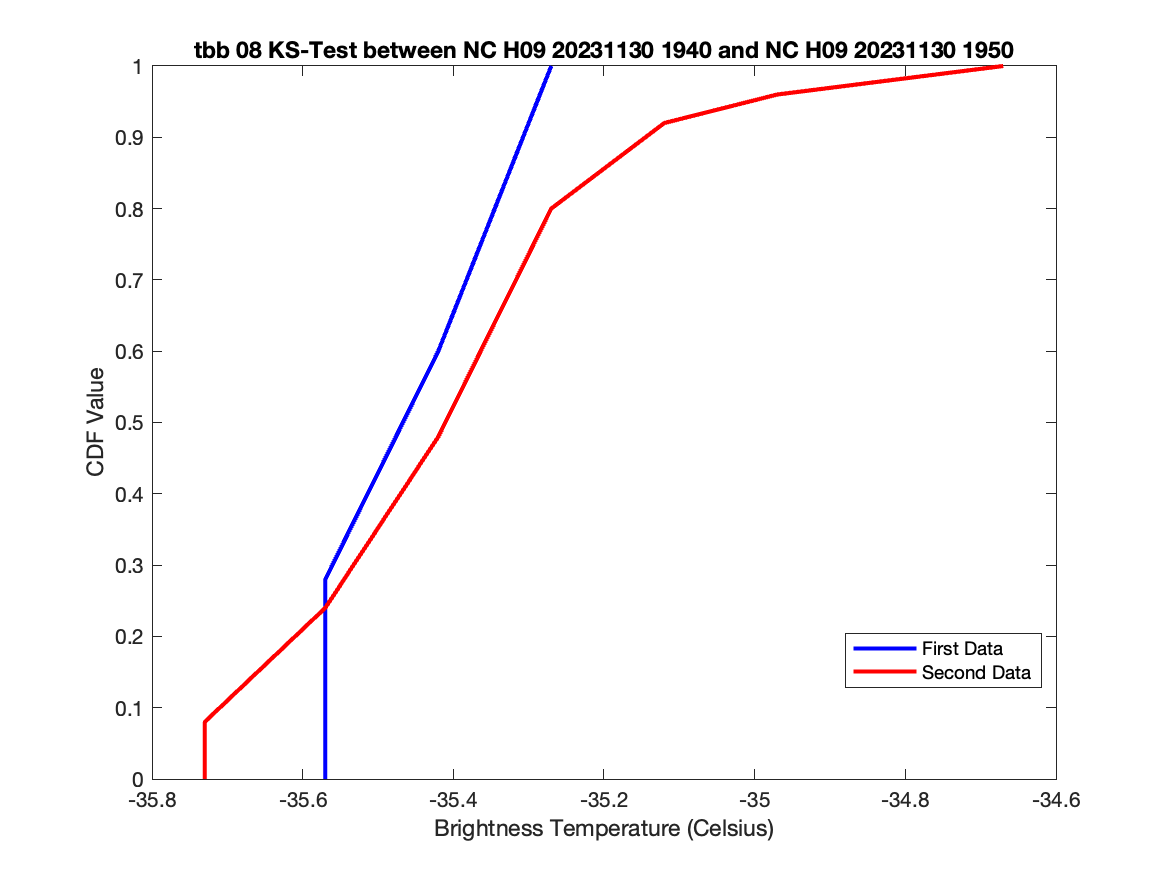 tbb 08 KS-Test between NC H09 20231130 1940 and NC H09 20231130 1950
1
0.9
0.8
0.7
0.6
0.5
0.4
0.3
0.2
0.1
0
CDF Value
First Data
Second Data
-35.8 -35.6 -35.4 -35.2 -35 -34.8 -34.6
Brightness Temperature (Celsius)